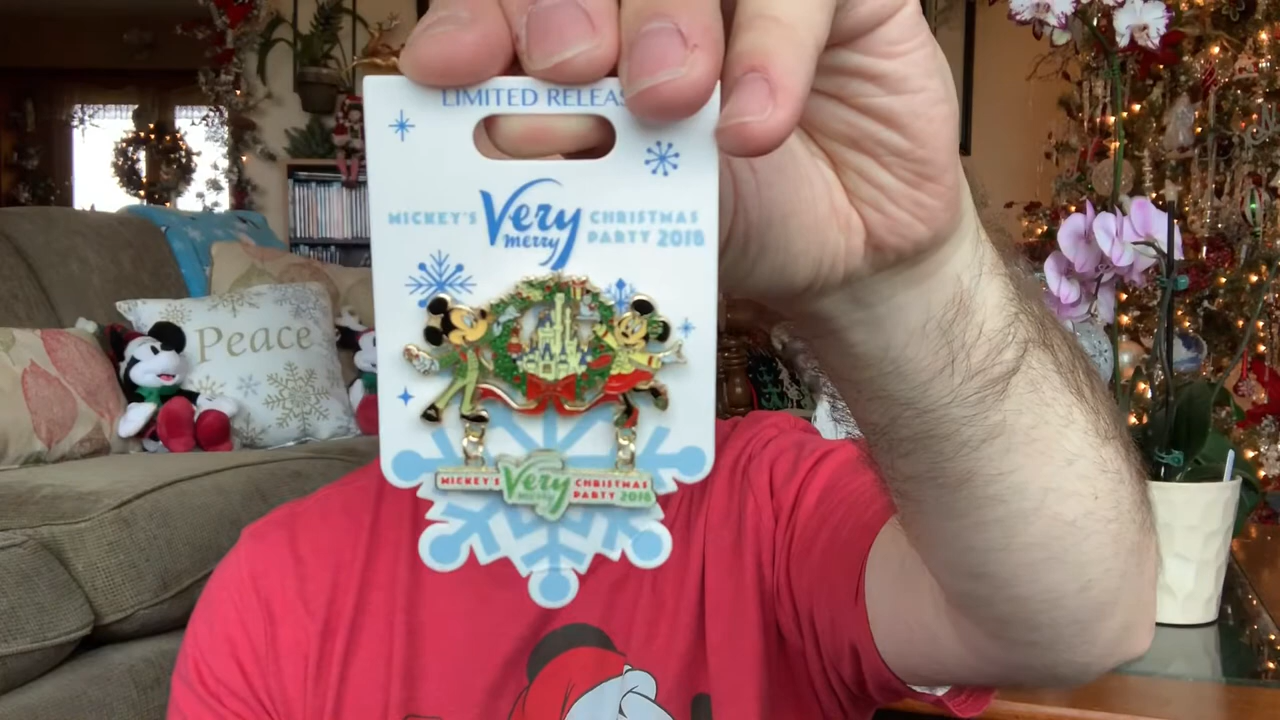 LIMITED RELEAS
MICKEY'S Very merry CHRISTMAS PARTY 2018
Peace
MICKEY'S Very merry CHRISTMAS PARTY 2018